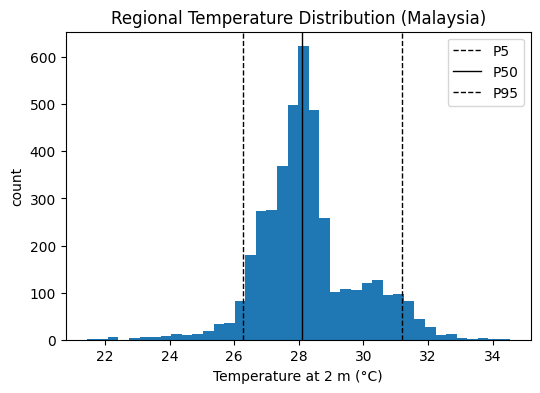 Regional Temperature Distribution (Malaysia)
P5
P50
P95
600
500
400
300
200
100
0
count
22 24 26 28 30 32 34
Temperature at 2 m (°C)